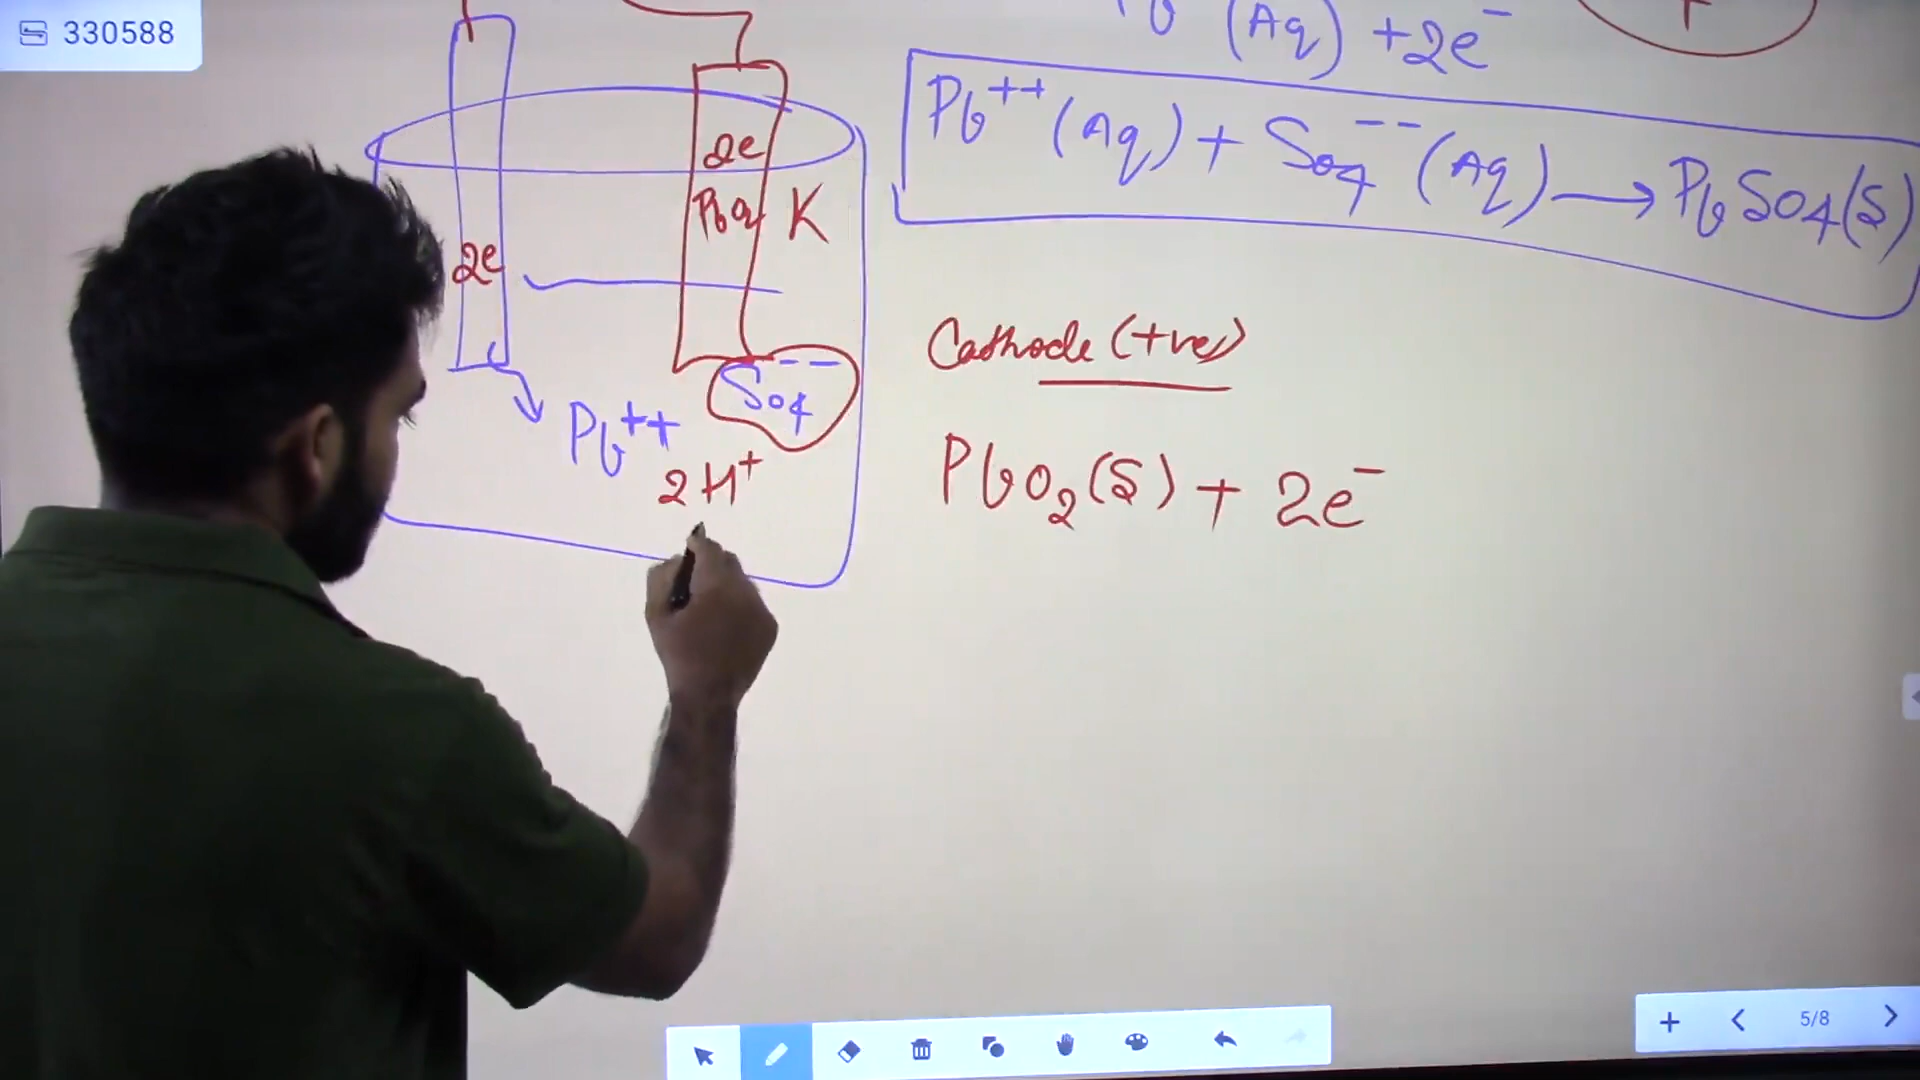 330588
(Aq) +2e⁻
Pb⁺⁺ (Aq) + SO₄⁻⁻ (Aq) → PbSO₄(S)
2e
PbO₂
K
2e
Cathode (+ve)
SO₄⁻⁻
Pb⁺⁺
2H⁺
PbO₂(S) + 2e⁻
5/8